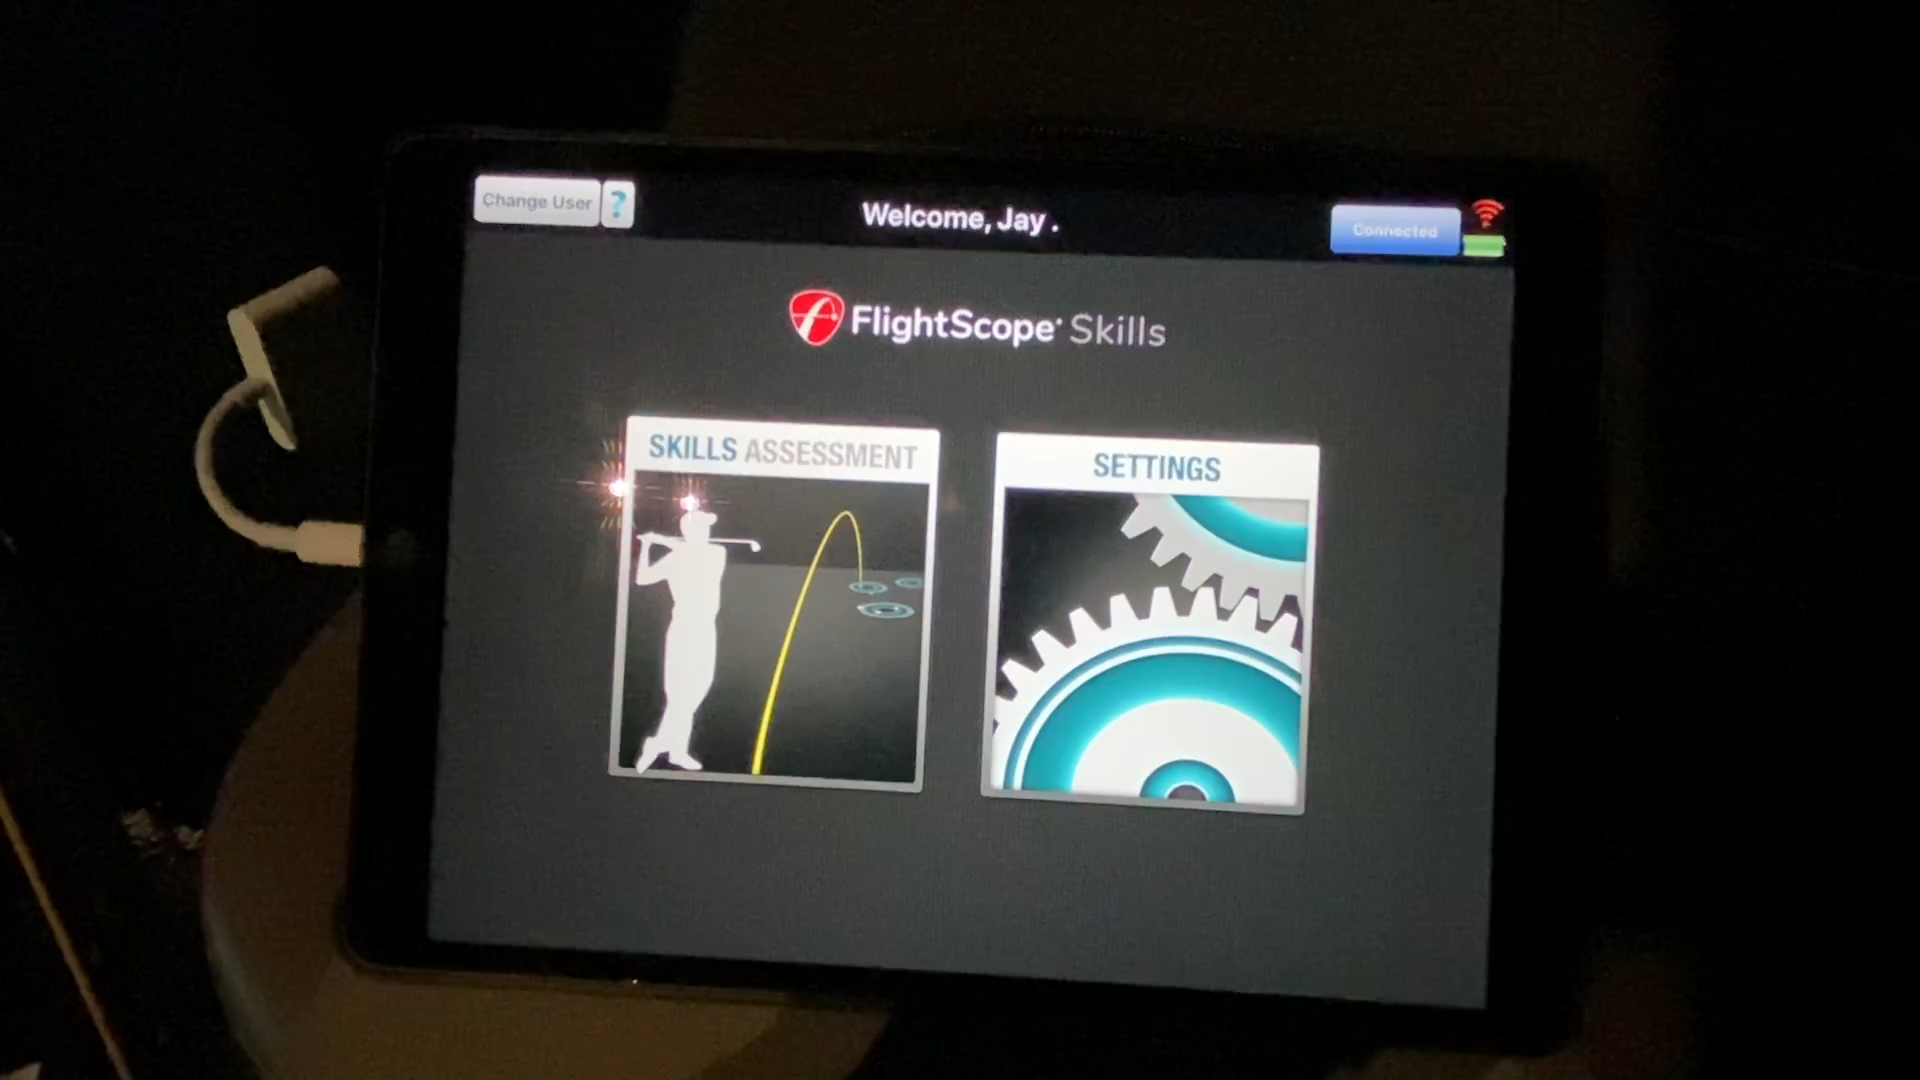 Change User ?
Welcome, Jay .
Connected
FlightScope Skills
SKILLS ASSESSMENT
SETTINGS